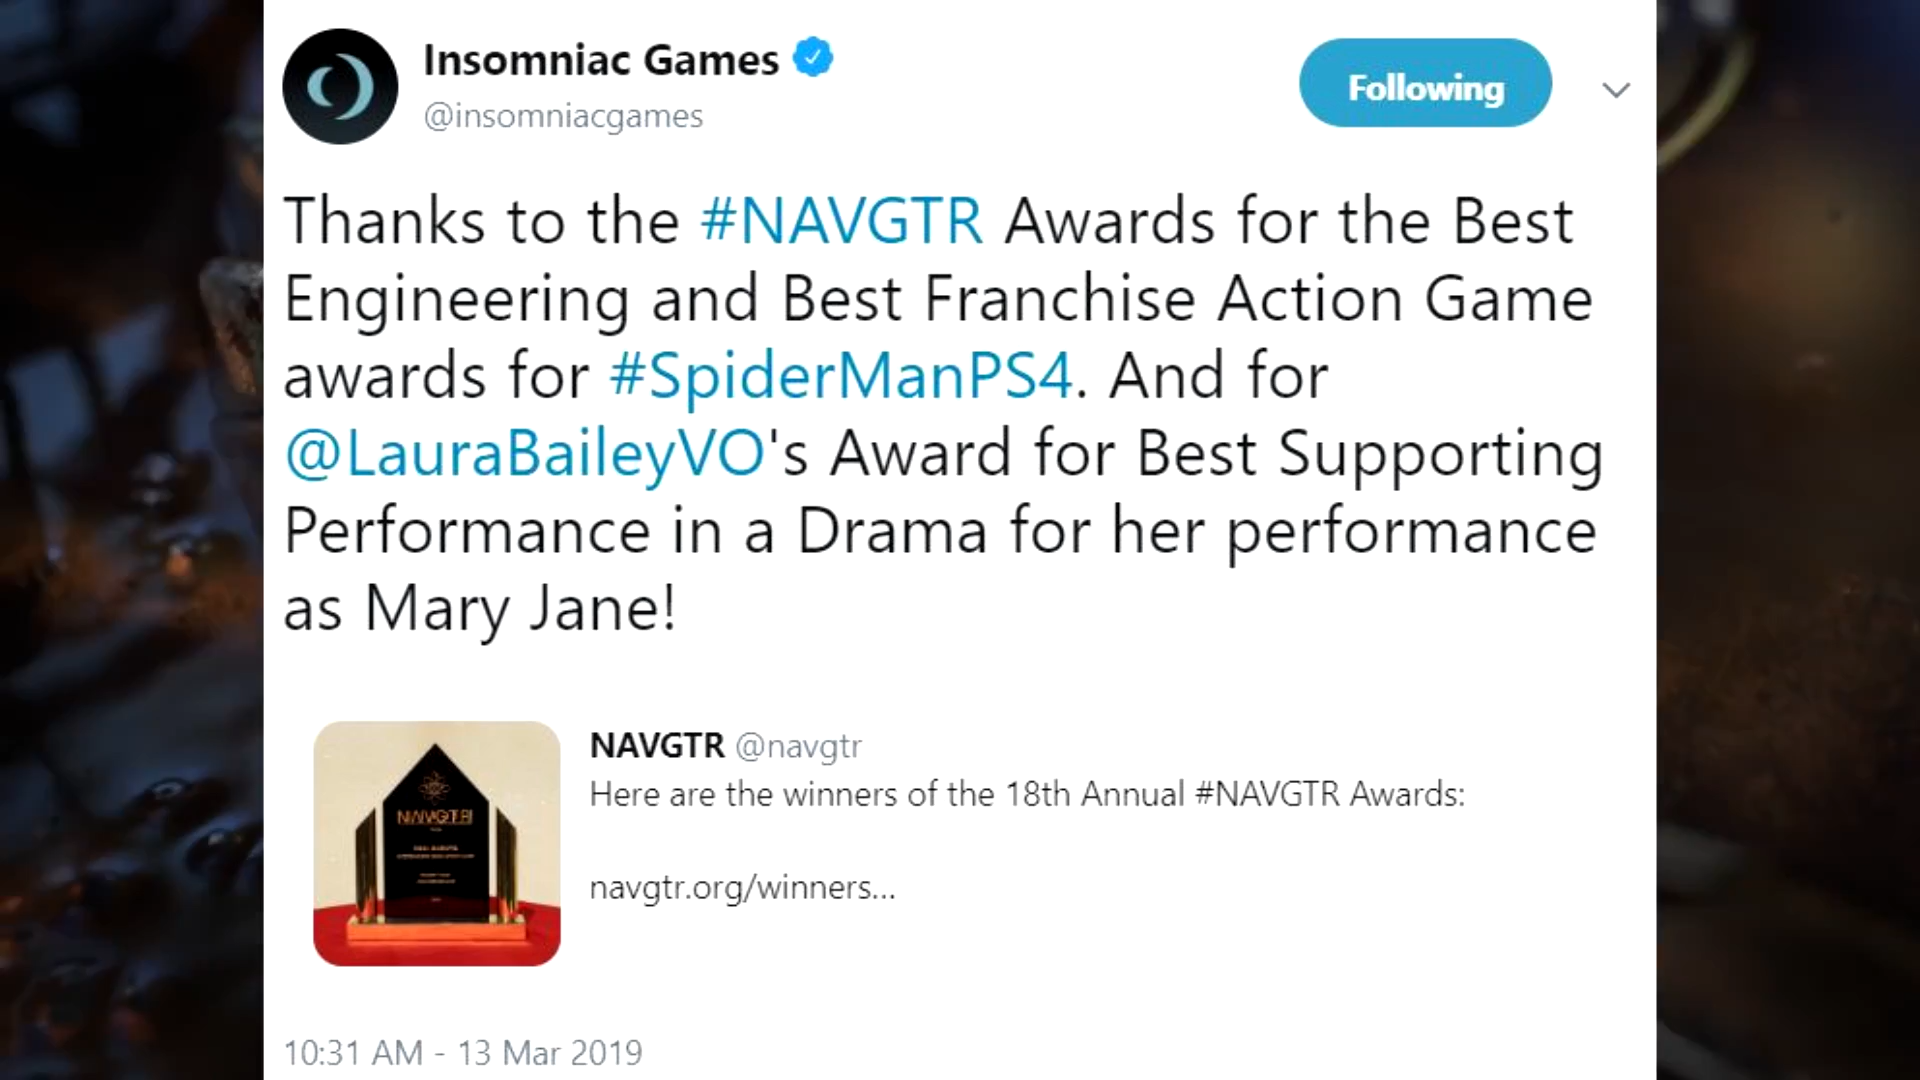 Insomniac Games
@insomniacgames
Following
Thanks to the #NAVGTR Awards for the Best
Engineering and Best Franchise Action Game
awards for #SpiderManPS4. And for
@LauraBaileyVO's Award for Best Supporting
Performance in a Drama for her performance
as Mary Jane!
NAVGTR
NAVGTR @navgtr
Here are the winners of the 18th Annual #NAVGTR Awards:
navgtr.org/winners...
10:31 AM - 13 Mar 2019